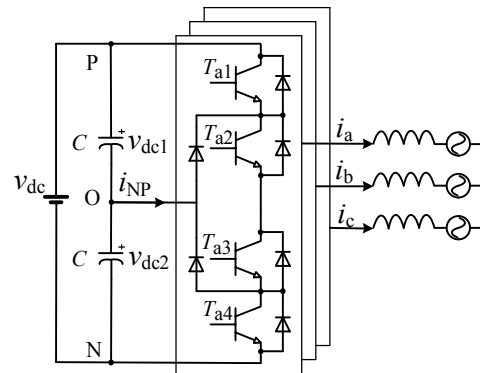 P
T_a1
C
+
v_dc1
T_a2
i_a
v_dc
O
i_NP
i_b
i_c
C
+
v_dc2
T_a3
T_a4
N